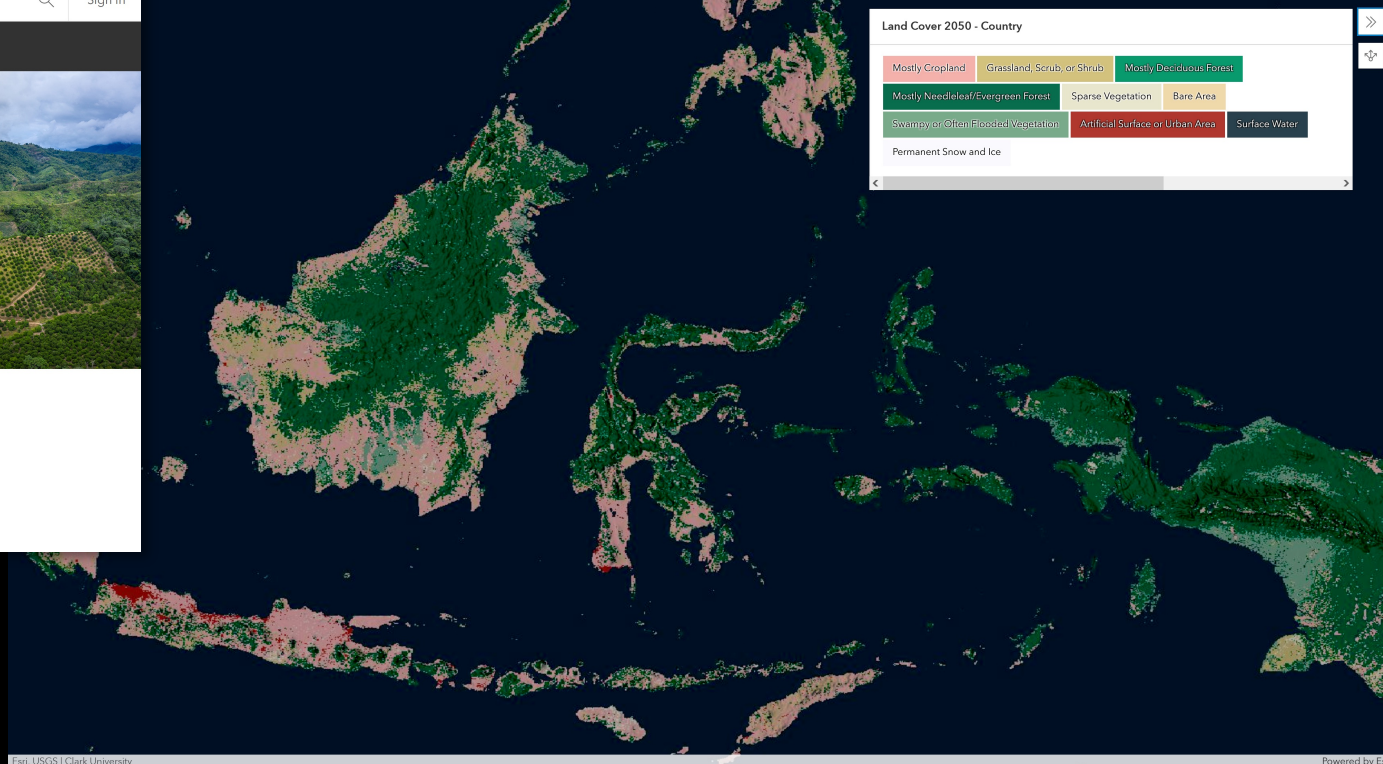 Sign In
Land Cover 2050 - Country
Mostly Cropland Grassland, Scrub, or Shrub Mostly Deciduous Forest
Mostly Needleleaf/Evergreen Forest Sparse Vegetation Bare Area
Swampy or Often Flooded Vegetation Artificial Surface or Urban Area Surface Water
Permanent Snow and Ice
Esri, USGS | Clark University Powered by Es